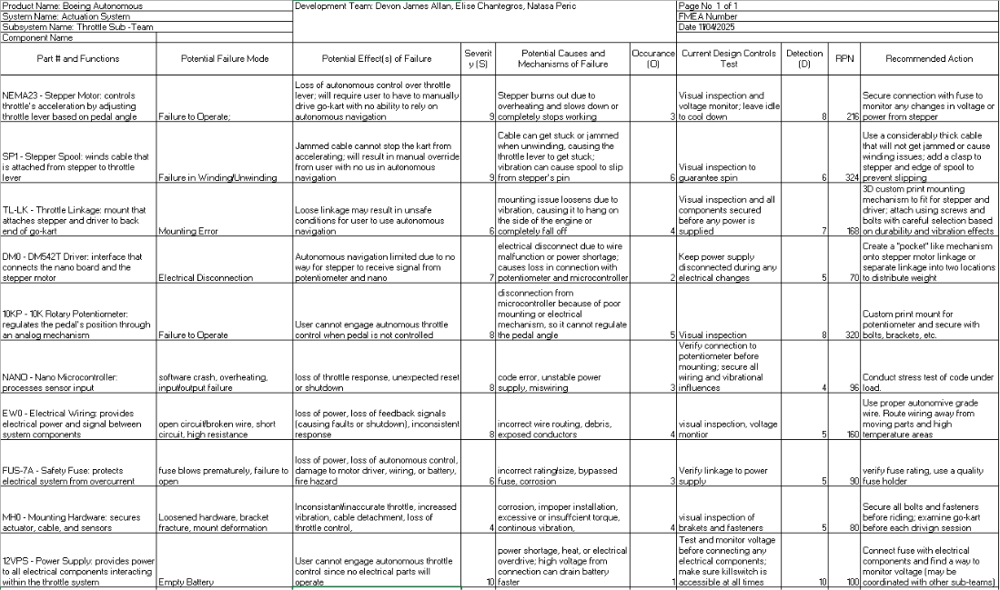 Product Name: Boeing Autonomous
Development Team: Devon James Allan, Elise Chantegros, Natasa Peric
Page No 1 of 1
System Name: Actuation System
FMEA Number
Subsystem Name: Throttle Sub -Team
Date 11/04/2025
Component Name
Part # and Functions
Potential Failure Mode
Potential Effect(s) of Failure
Severit
y (S)
Potential Causes and
Mechanisms of Failure
Occurance
(O)
Current Design Controls
Test
Detection
(D)
RPN
Recommended Action
NEMA23 - Stepper Motor: controls
throttle's acceleration by adjusting
throttle lever based on pedal angle
Failure to Operate;
Loss of autonomous control over throttle
lever; will require user to have to manually
drive go-kart with no ability to rely on
autonomous navigation
9
Stepper burns out due to
overheating and slows down or
completely stops working
3
Visual inspection and
voltage monitor; leave idle
to cool down
8
216
Secure connection with fuse to
monitor any changes in voltage or
power from stepper
SP1 - Stepper Spool: winds cable that
is attached from stepper to throttle
lever
Failure in Winding/Unwinding
Jammed cable cannot stop the kart from
accelerating; will result in manual override
from user with no us in autonomous
navigation
9
Cable can get stuck or jammed
when unwinding, causing the
throttle lever to get stuck;
vibration can cause spool to slip
from stepper's pin
6
Visual inspection to
guarantee spin
6
324
Use a considerably thick cable
that will not get jammed or cause
winding issues; add a clasp to
stepper and edge of spool to
prevent slipping
TL-LK - Throttle Linkage: mount that
attaches stepper and driver to back
end of go-kart
Mounting Error
Loose linkage may result in unsafe
conditions for user to use autonomous
navigation
6
mounting issue loosens due to
vibration, causing it to hang on
the side of the engine or
completely fall off
4
Visual inspection and all
components secured
before any power is
supplied
7
168
3D custom print mounting
mechanism to fit for stepper and
driver; attach using screws and
bolts with careful selection based
on durability and vibration effects
DM0 - DM542T Driver: interface that
connects the nano board and the
stepper motor
Electrical Disconnection
Autonomous navigation limited due to no
way for stepper to receive signal from
potentiometer and nano
7
electrical disconnect due to wire
malfunction or power shortage;
causes loss in connection with
potentiometer and microcontroller
2
Keep power supply
disconnected during any
electrical changes
5
70
Create a "pocket" like mechanism
onto stepper motor linkage or
separate linkage into two locations
to distribute weight
10KP - 10K Rotary Potentiometer:
regulates the pedal's position through
an analog mechanism
Failure to Operate
User cannot engage autnomous throttle
control when pedal is not controlled
8
disconnection from
microcontroller because of poor
mounting or electrical
mechanism, so it cannot regulate
the pedal angle
5
Visual inspection
8
320
Custom print mount for
potentiometer and secure with
bolts, brackets, etc.
NANO - Nano Microcontroller:
processes sensor input
software crash, overheating,
input/output failure
loss of throttle response, unexpected reset
or shutdown
8
code error, unstable power
supply, miswiring
3
Verify connection to
potentiometer before
mounting; secure all
wiring and vibrational
influences
4
96
Conduct stress test of code under
load.
EW0 - Electrical Wiring: provides
electrical power and signal between
system components
open circuit/broken wire, short
circuit, high resistance
loss of power, loss of feedback signals
(causing faults or shutdown), inconsistent
response
8
incorrect wire routing, debris,
exposed conductors
4
visual inspection, voltage
montior
5
160
Use proper automive grade
wire. Route wiring away from
moving parts and high
temperature areas
FUS-7A - Safety Fuse: protects
electrical system from overcurrent
fuse blows prematurely, failure to
open
loss of power, loss of autonomous control,
damage to motor driver, wiring, or battery,
fire hazard
6
incorrect rating/size, bypassed
fuse, corrosion
3
Verify linkage to power
supply
5
90
verify fuse rating, use a quality
fuse holder
MH0 - Mounting Hardware: secures
actuator, cable, and sensors
Loosened hardware, bracket
fracture, mount deformation
Inconsistant/inaccurate throttle, increased
vibration, cable detachment, loss of
throttle control,
4
corrosion, impoper installation,
excessive or insufficient torque,
continous vibration,
4
visual inspection of
brakets and fasteners
5
80
Secure all bolts and fasteners
before riding; examine go-kart
before each drivign session
12VPS - Power Supply: provides power
to all electrical components interacting
within the throttle system
Empty Battery
User cannot engage autonomous throttle
control since no electrical parts will
operate
10
power shortage, heat, or electrical
overdrive; high voltage from
connection can drain battery
faster
1
Test and monitor voltage
before connecting any
electrical components;
make sure killswitch is
accessible at all times
10
100
Connect fuse with electrical
components and find a way to
monitor voltage (may be
coordinated with other sub-teams)